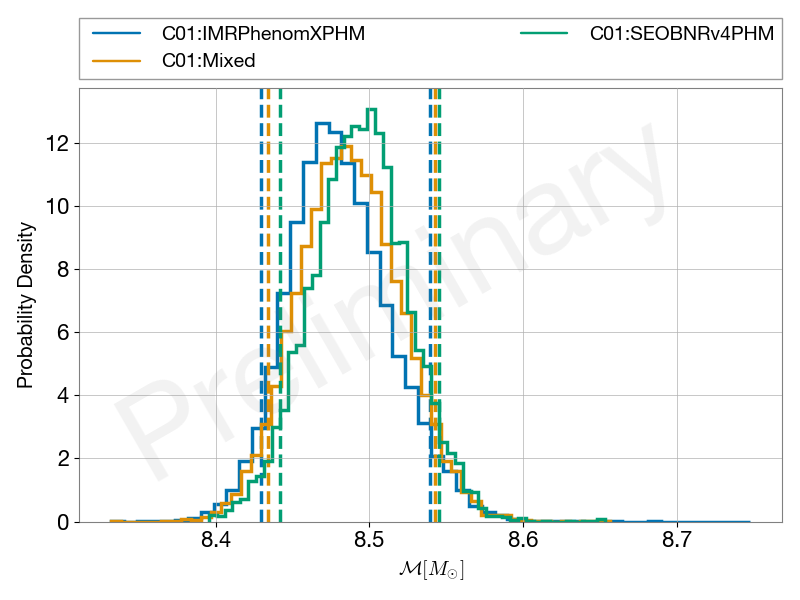 C01:IMRPhenomXPHM
C01:SEOBNRv4PHM
C01:Mixed
Preliminary
Probability Density
12
10
8
6
4
2
0
8.4
8.5
8.6
8.7
ℳ[M⊙]